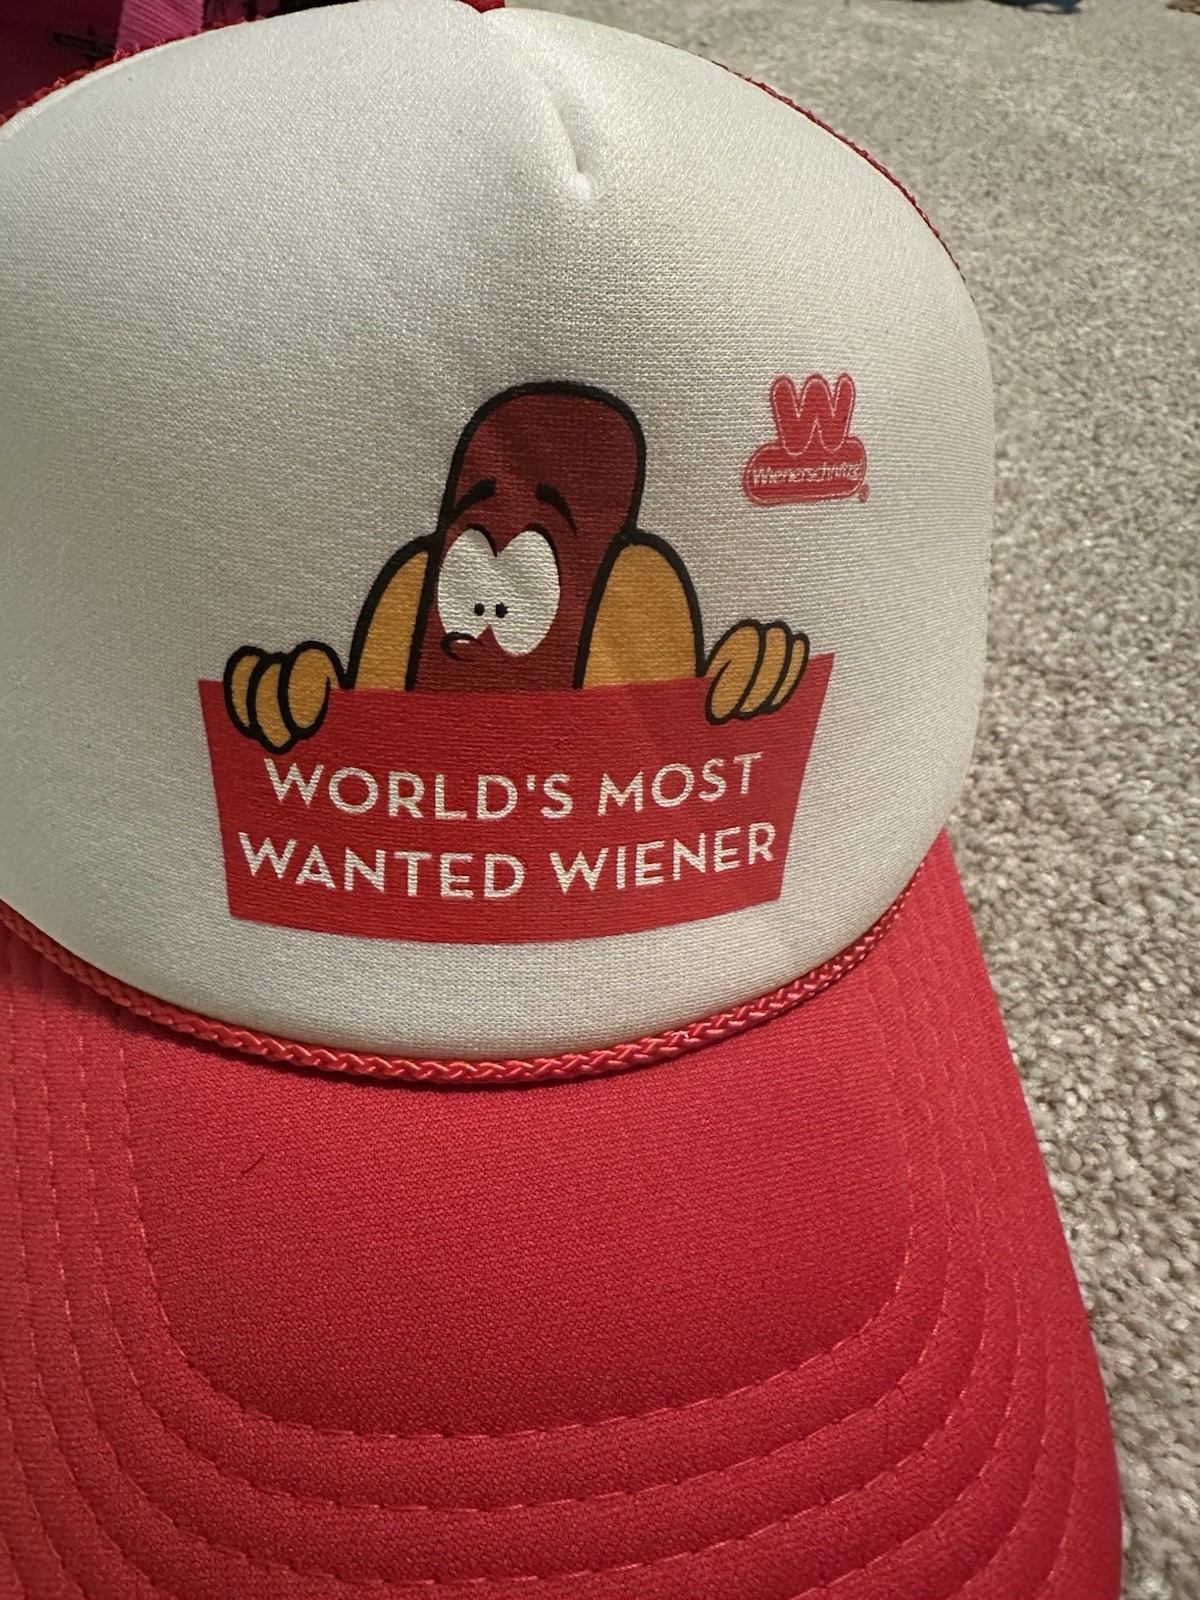 W
Wienerschnitzel
WORLD'S MOST
WANTED WIENER